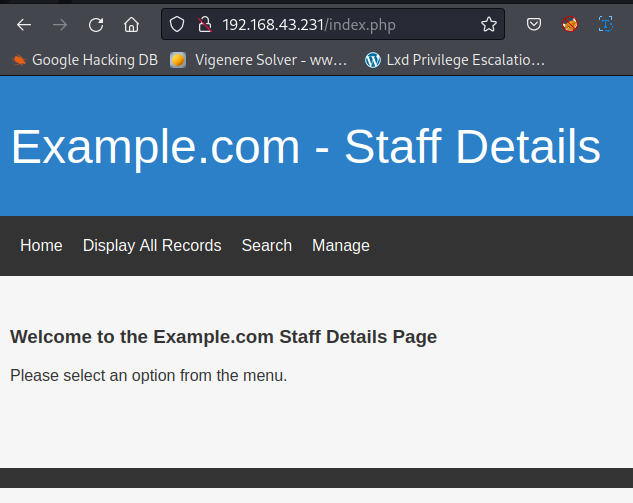 192.168.43.231/index.php
Google Hacking DB Vigenere Solver - ww... Lxd Privilege Escalatio...
Example.com - Staff Details
Home Display All Records Search Manage
Welcome to the Example.com Staff Details Page
Please select an option from the menu.